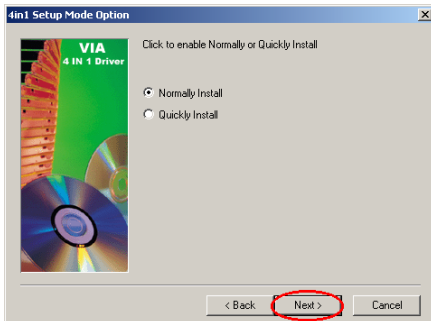 4in1 Setup Mode Option
VIA
4 IN 1 Driver
Click to enable Normally or Quickly Install
Normally Install
Quickly Install
< Back
Next >
Cancel